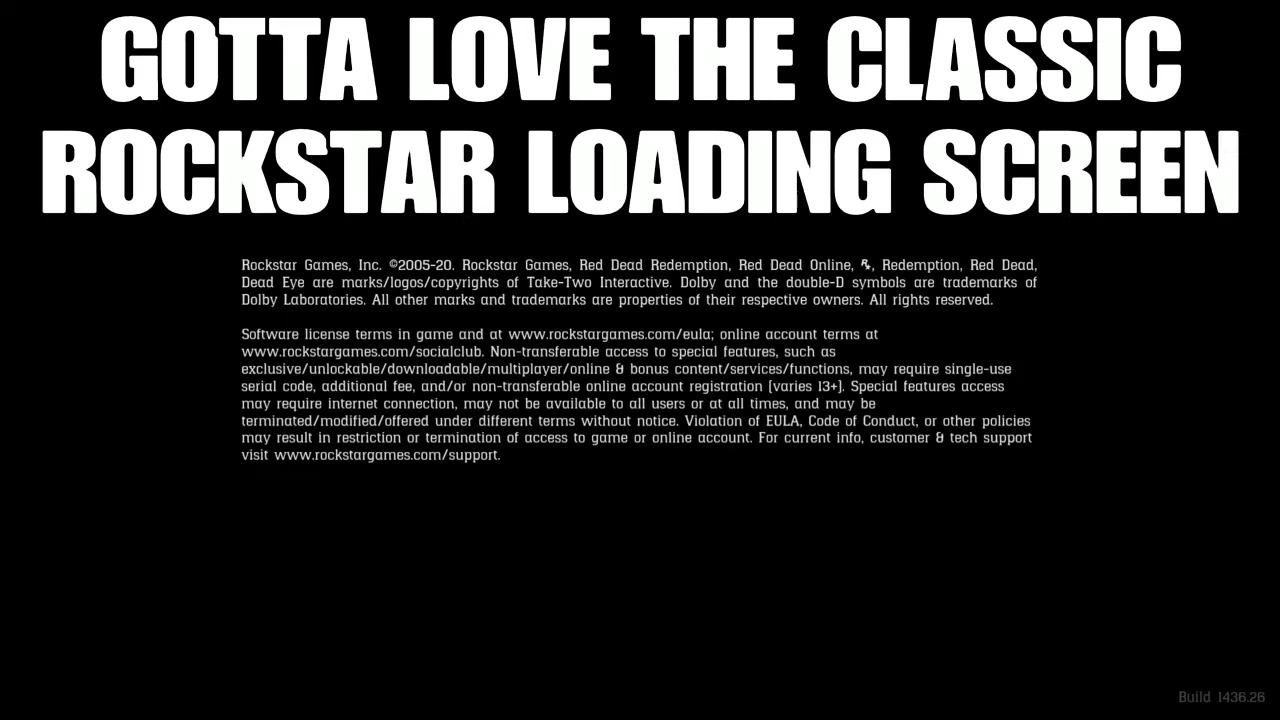 GOTTA LOVE THE CLASSIC
ROCKSTAR LOADING SCREEN
Rockstar Games, Inc. ©2005-20. Rockstar Games, Red Dead Redemption, Red Dead Online, R*, Redemption, Red Dead,
Dead Eye are marks/logos/copyrights of Take-Two Interactive. Dolby and the double-D symbols are trademarks of
Dolby Laboratories. All other marks and trademarks are properties of their respective owners. All rights reserved.
Software license terms in game and at www.rockstargames.com/eula; online account terms at
www.rockstargames.com/socialclub. Non-transferable access to special features, such as
exclusive/unlockable/downloadable/multiplayer/online & bonus content/services/functions, may require single-use
serial code, additional fee, and/or non-transferable online account registration (varies 13+). Special features access
may require internet connection, may not be available to all users or at all times, and may be
terminated/modified/offered under different terms without notice. Violation of EULA, Code of Conduct, or other policies
may result in restriction or termination of access to game or online account. For current info, customer & tech support
visit www.rockstargames.com/support.
Build 1436.26